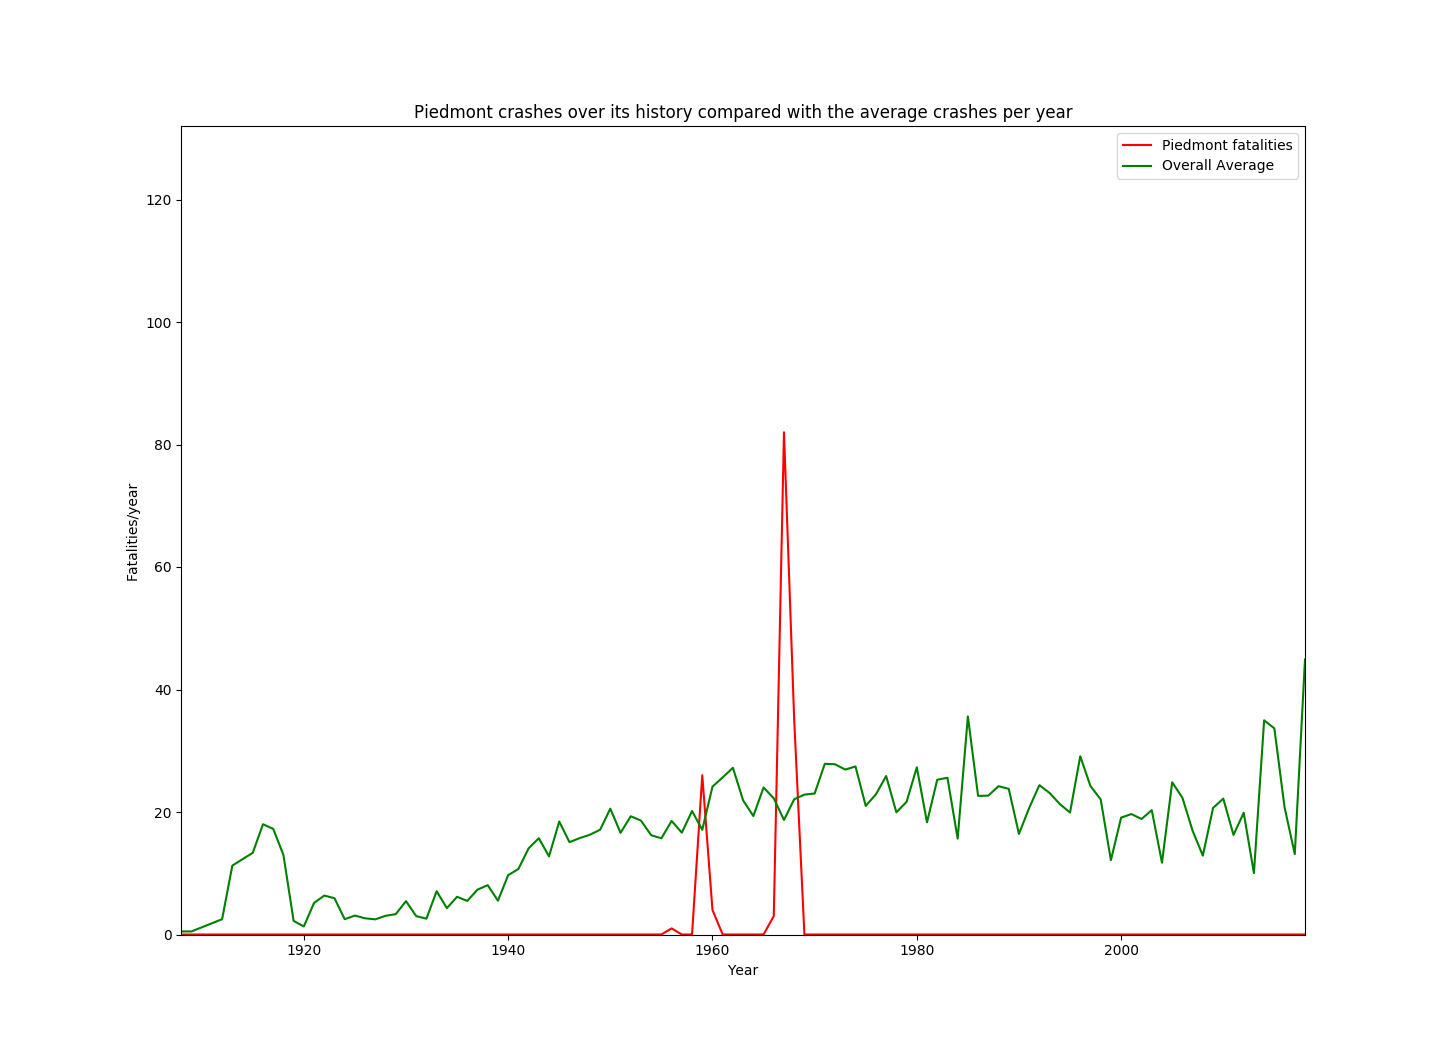 Piedmont crashes over its history compared with the average crashes per year
Piedmont fatalities
Overall Average
120
100
80
60
40
20
0
Fatalities/year
1920 1940 1960 1980 2000
Year